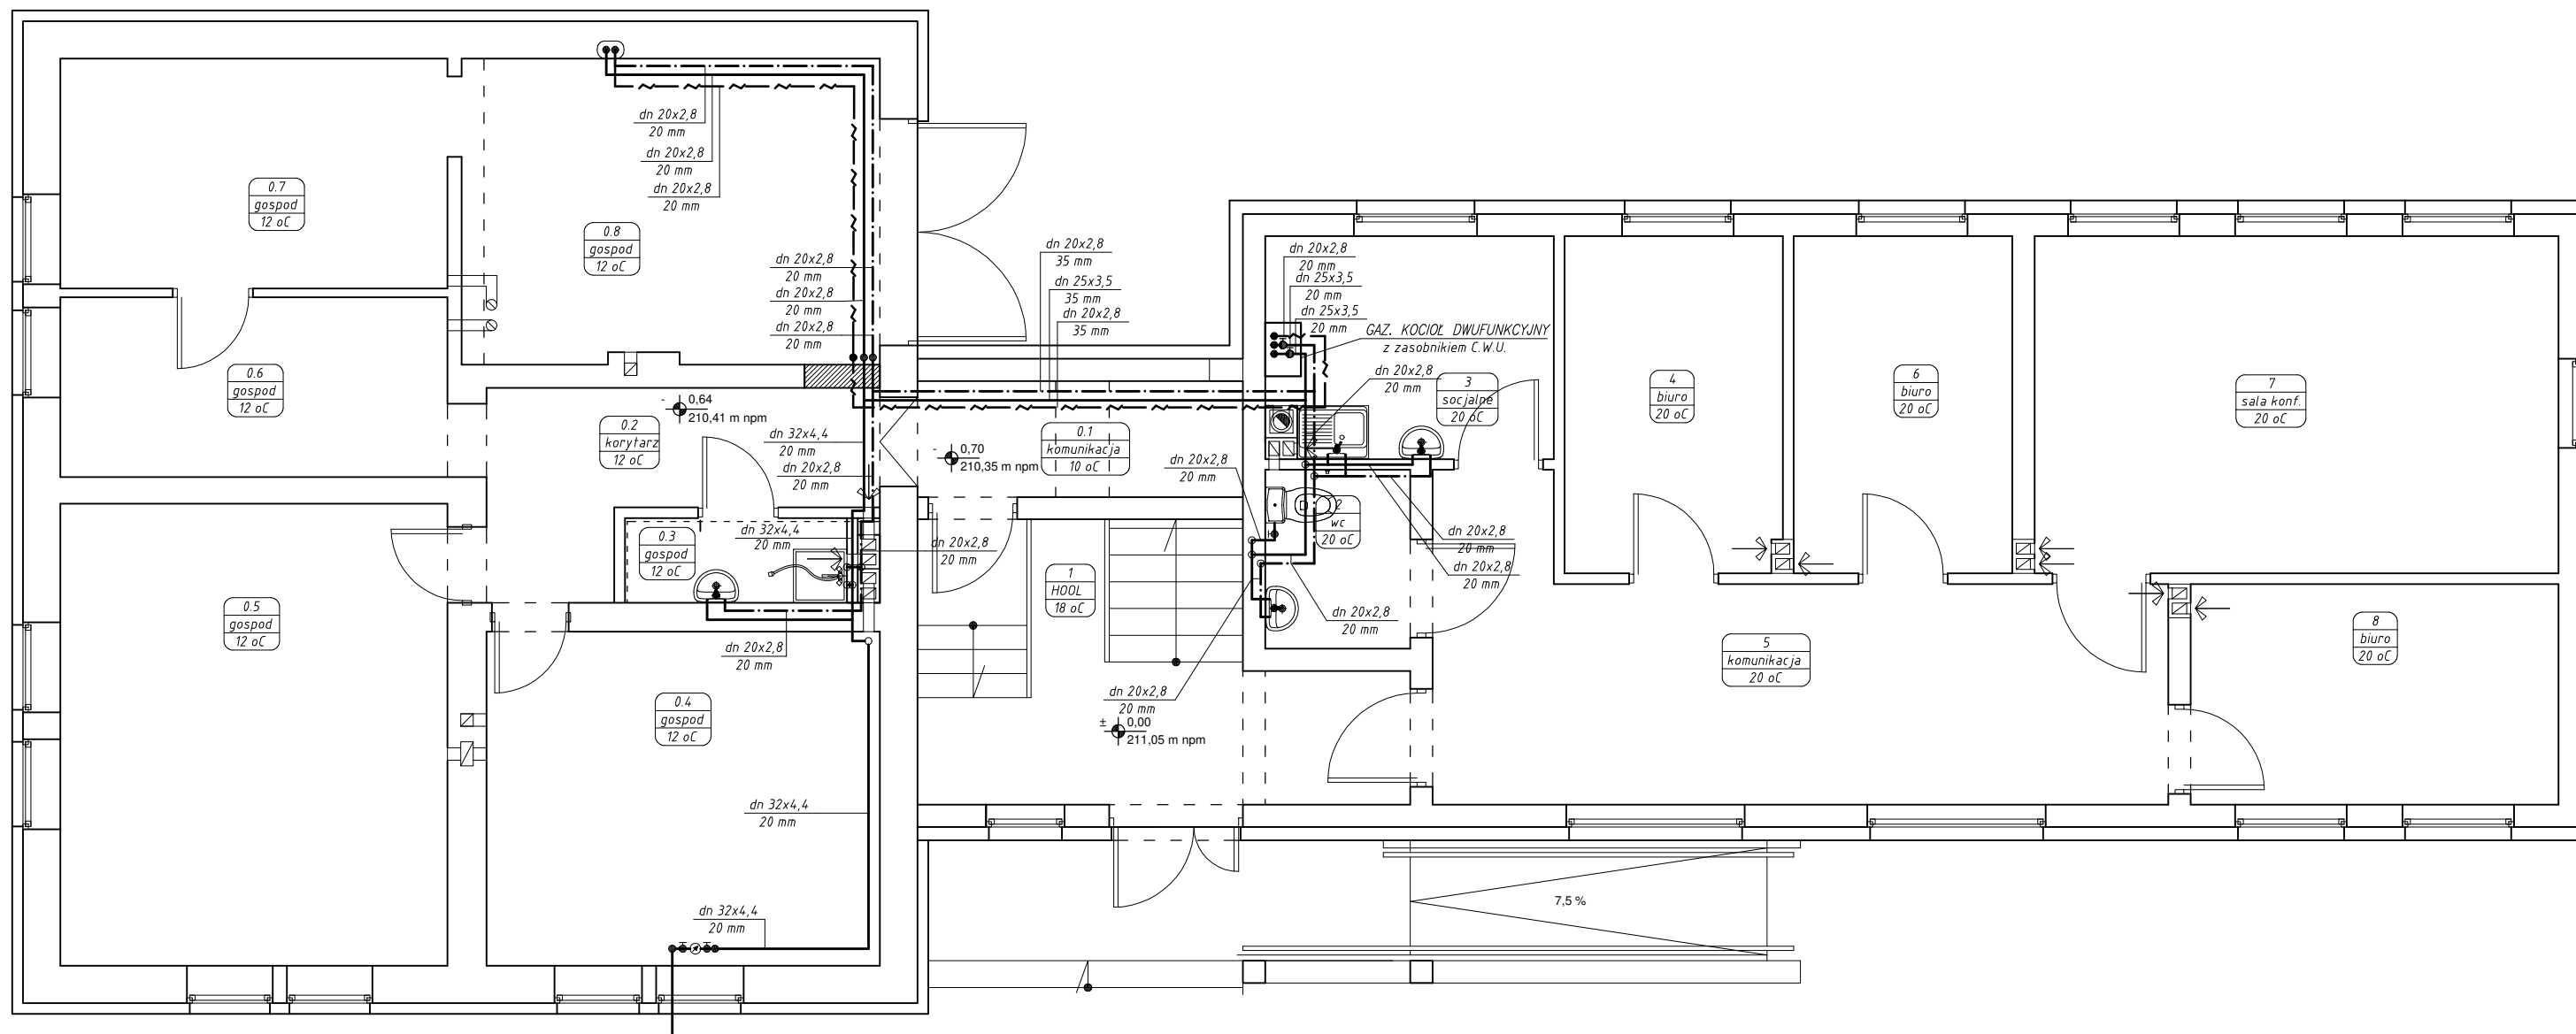 dn 20x2,8
20 mm
dn 20x2,8
20 mm
dn 20x2,8
20 mm
0.7
gospod
12 oC
0.8
gospod
12 oC
dn 20x2,8
20 mm
dn 20x2,8
20 mm
dn 20x2,8
20 mm
dn 20x2,8
35 mm
dn 25x3,5
35 mm
dn 20x2,8
35 mm
dn 20x2,8
20 mm
dn 25x3,5
20 mm
dn 25x3,5
20 mm
GAZ. KOCIOŁ DWUFUNKCYJNY
z zasobnikiem C.W.U.
dn 20x2,8
20 mm
3
socjalne
20 oC
4
biuro
20 oC
6
biuro
20 oC
7
sala konf.
20 oC
0.6
gospod
12 oC
- 0,64
210,41 m npm
0.2
korytarz
12 oC
dn 32x4,4
20 mm
dn 20x2,8
20 mm
- 0,70
210,35 m npm
0.1
komunikacja
10 oC
dn 20x2,8
20 mm
2
wc
20 oC
0.3
gospod
12 oC
dn 32x4,4
20 mm
dn 20x2,8
20 mm
dn 20x2,8
20 mm
dn 20x2,8
20 mm
1
HOOL
18 oC
0.5
gospod
12 oC
dn 20x2,8
20 mm
dn 20x2,8
20 mm
5
komunikacja
20 oC
8
biuro
20 oC
0.4
gospod
12 oC
dn 20x2,8
20 mm
± 0,00
211,05 m npm
dn 32x4,4
20 mm
dn 32x4,4
20 mm
7,5 %